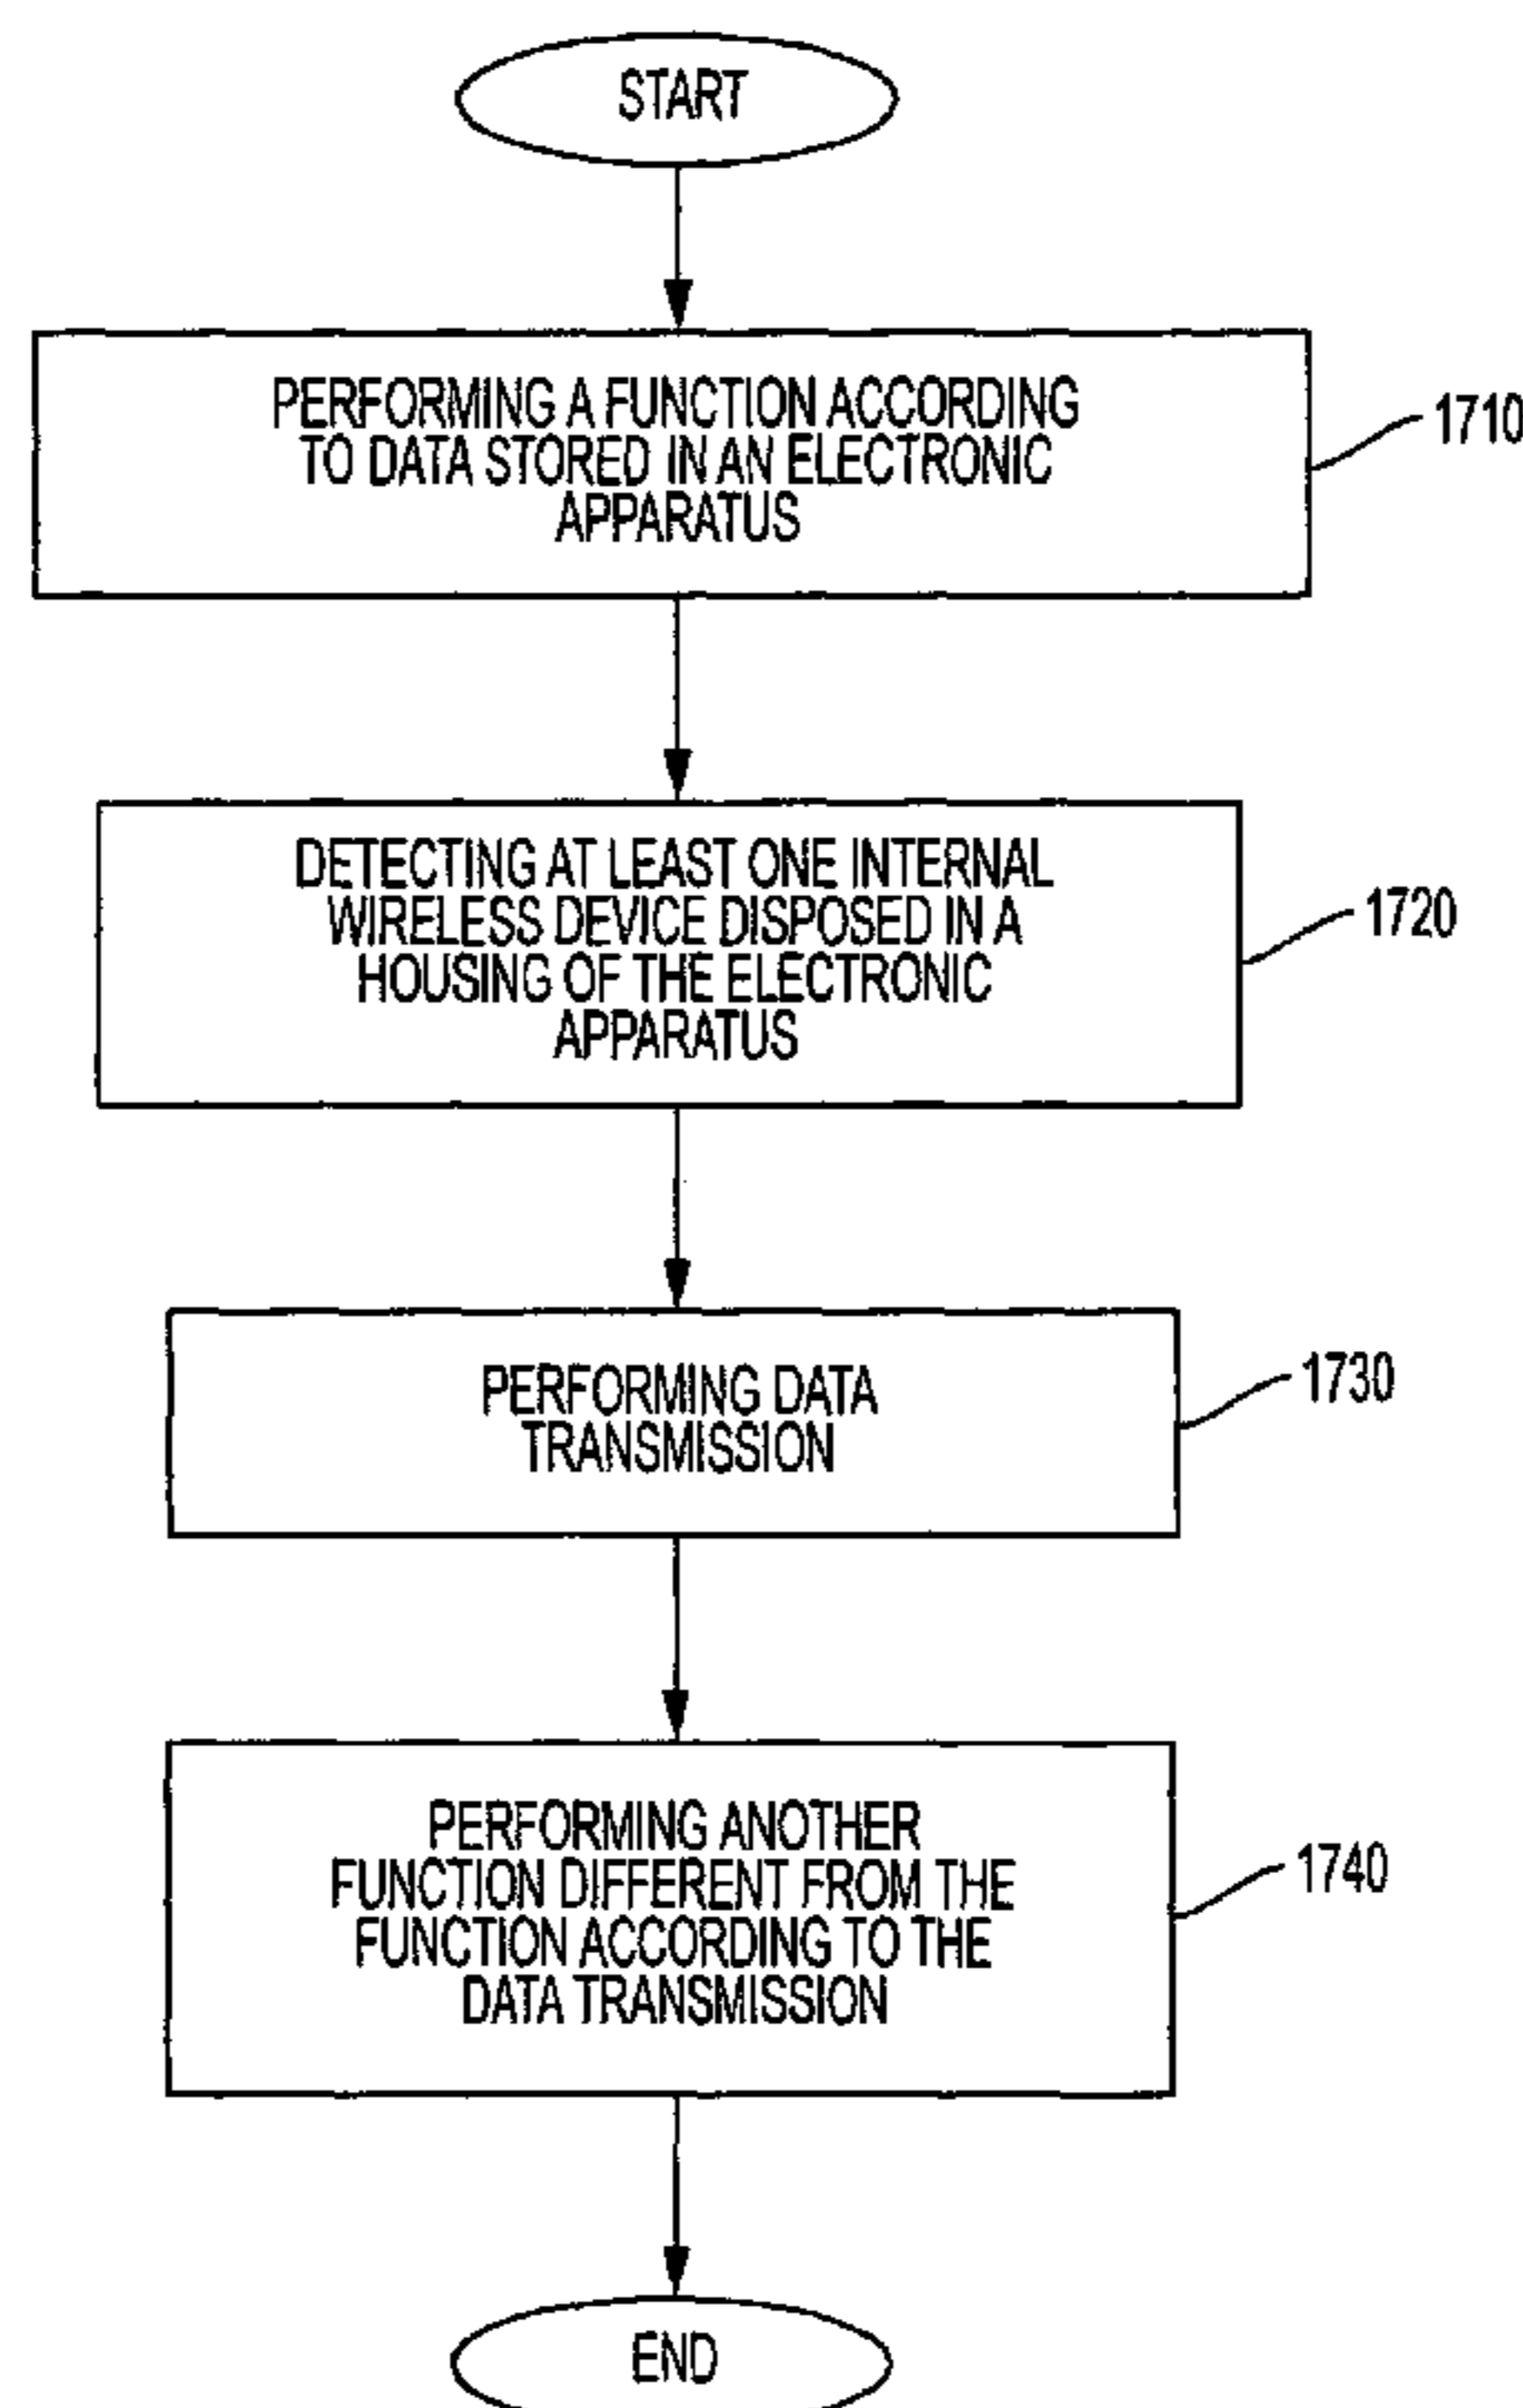 START
PERFORMING A FUNCTION ACCORDING
TO DATA STORED IN AN ELECTRONIC
APPARATUS
1710
DETECTING AT LEAST ONE INTERNAL
WIRELESS DEVICE DISPOSED IN A
HOUSING OF THE ELECTRONIC
APPARATUS
1720
PERFORMING DATA
TRANSMISSION
1730
PERFORMING ANOTHER
FUNCTION DIFFERENT FROM THE
FUNCTION ACCORDING TO THE
DATA TRANSMISSION
1740
END